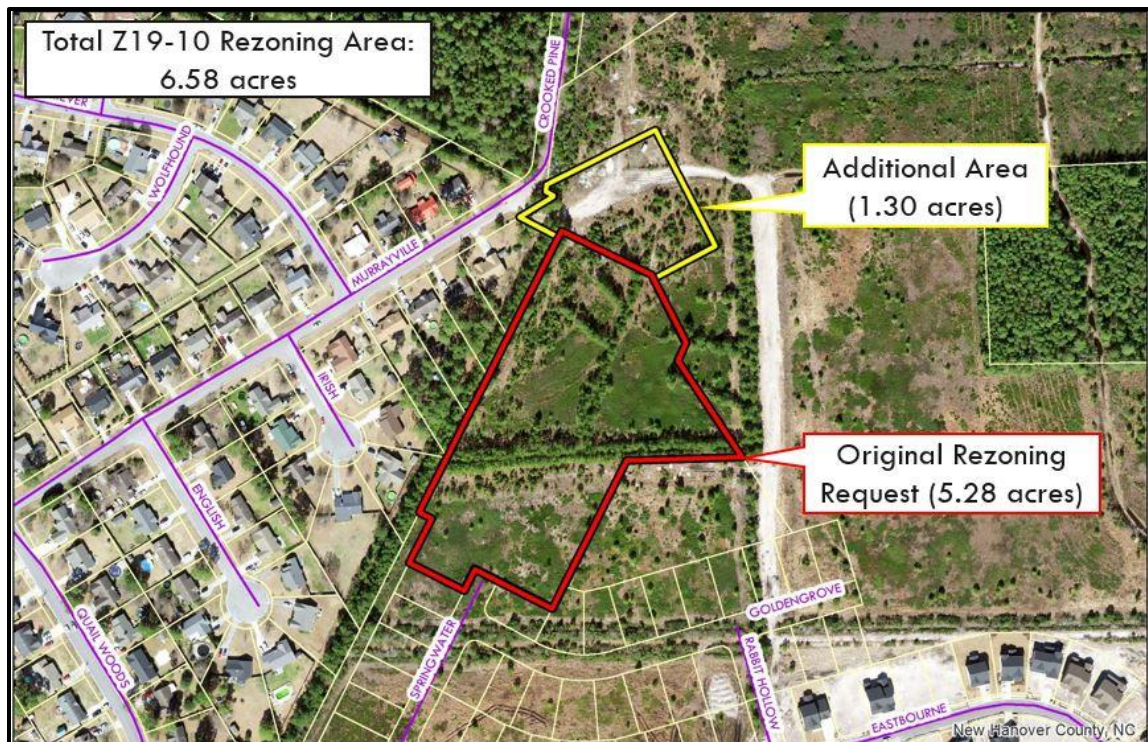 Total Z19-10 Rezoning Area:
6.58 acres
CROOKED PINE
WOLFHOUND
Additional Area
(1.30 acres)
MURRAYVILLE
IRISH
Original Rezoning
Request (5.28 acres)
ENGLISH
QUAIL WOODS
GOLDENGROVE
SPRINGWATER
RABBIT HOLLOW
EASTBOURNE
New Hanover County, NC